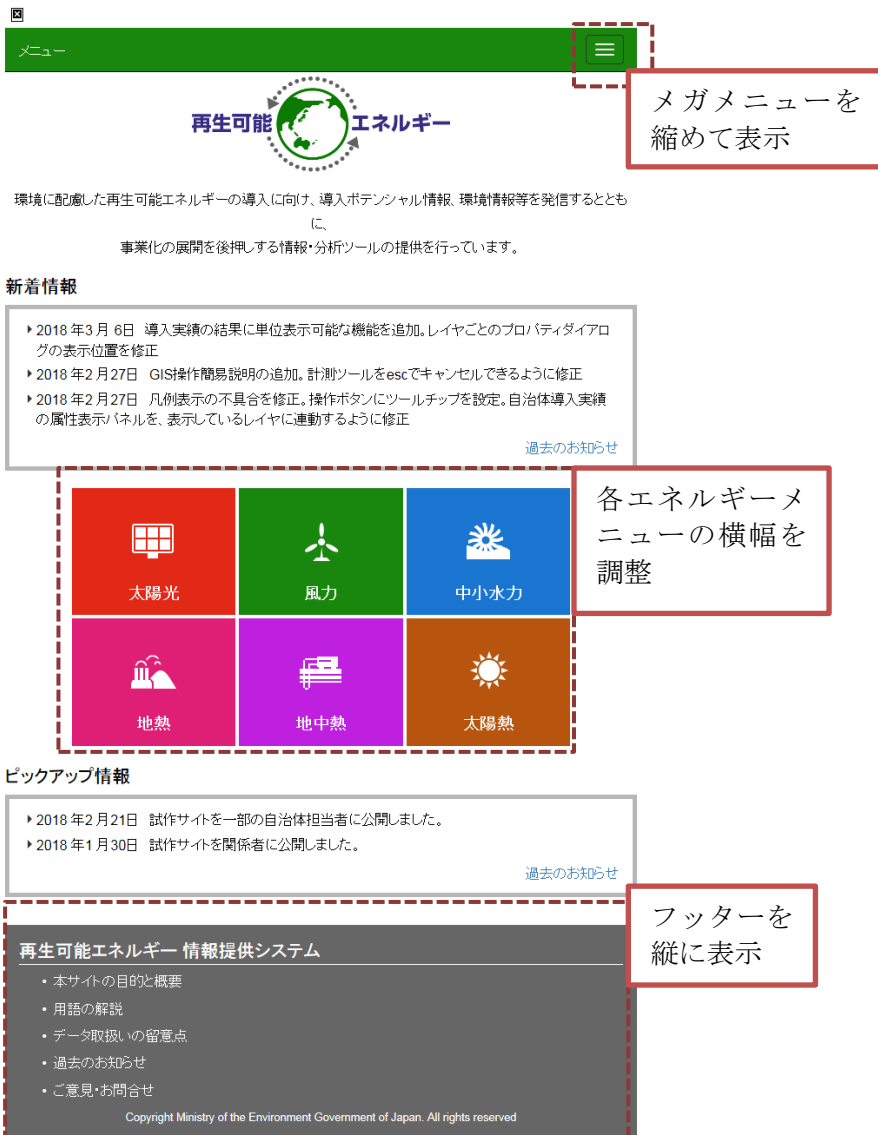 メニュー
メガメニューを
縮めて表示
再生可能 エネルギー
環境に配慮した再生可能エネルギーの導入に向け、導入ポテンシャル情報、環境情報等を発信するととも
に、
事業化の展開を後押しする情報・分析ツールの提供を行っています。
新着情報
2018年3月 6日 導入実績の結果に単位表示可能な機能を追加。レイヤごとのプロパティダイアロ
グの表示位置を修正
2018年2月27日 GIS操作簡易説明の追加。計測ツールをescでキャンセルできるように修正
2018年2月27日 凡例表示の不具合を修正。操作ボタンにツールチップを設定。自治体導入実績
の属性表示パネルを、表示しているレイヤに連動するように修正
過去のお知らせ
各エネルギーメ
ニューの横幅を
調整
太陽光 風力 中小水力
地熱 地中熱 太陽熱
ピックアップ情報
2018年2月21日 試作サイトを一部の自治体担当者に公開しました。
2018年1月30日 試作サイトを関係者に公開しました。
過去のお知らせ
フッターを
縦に表示
再生可能エネルギー 情報提供システム
• 本サイトの目的と概要
• 用語の解説
• データ取扱いの留意点
• 過去のお知らせ
• ご意見・お問合せ
Copyright Ministry of the Environment Government of Japan. All rights reserved